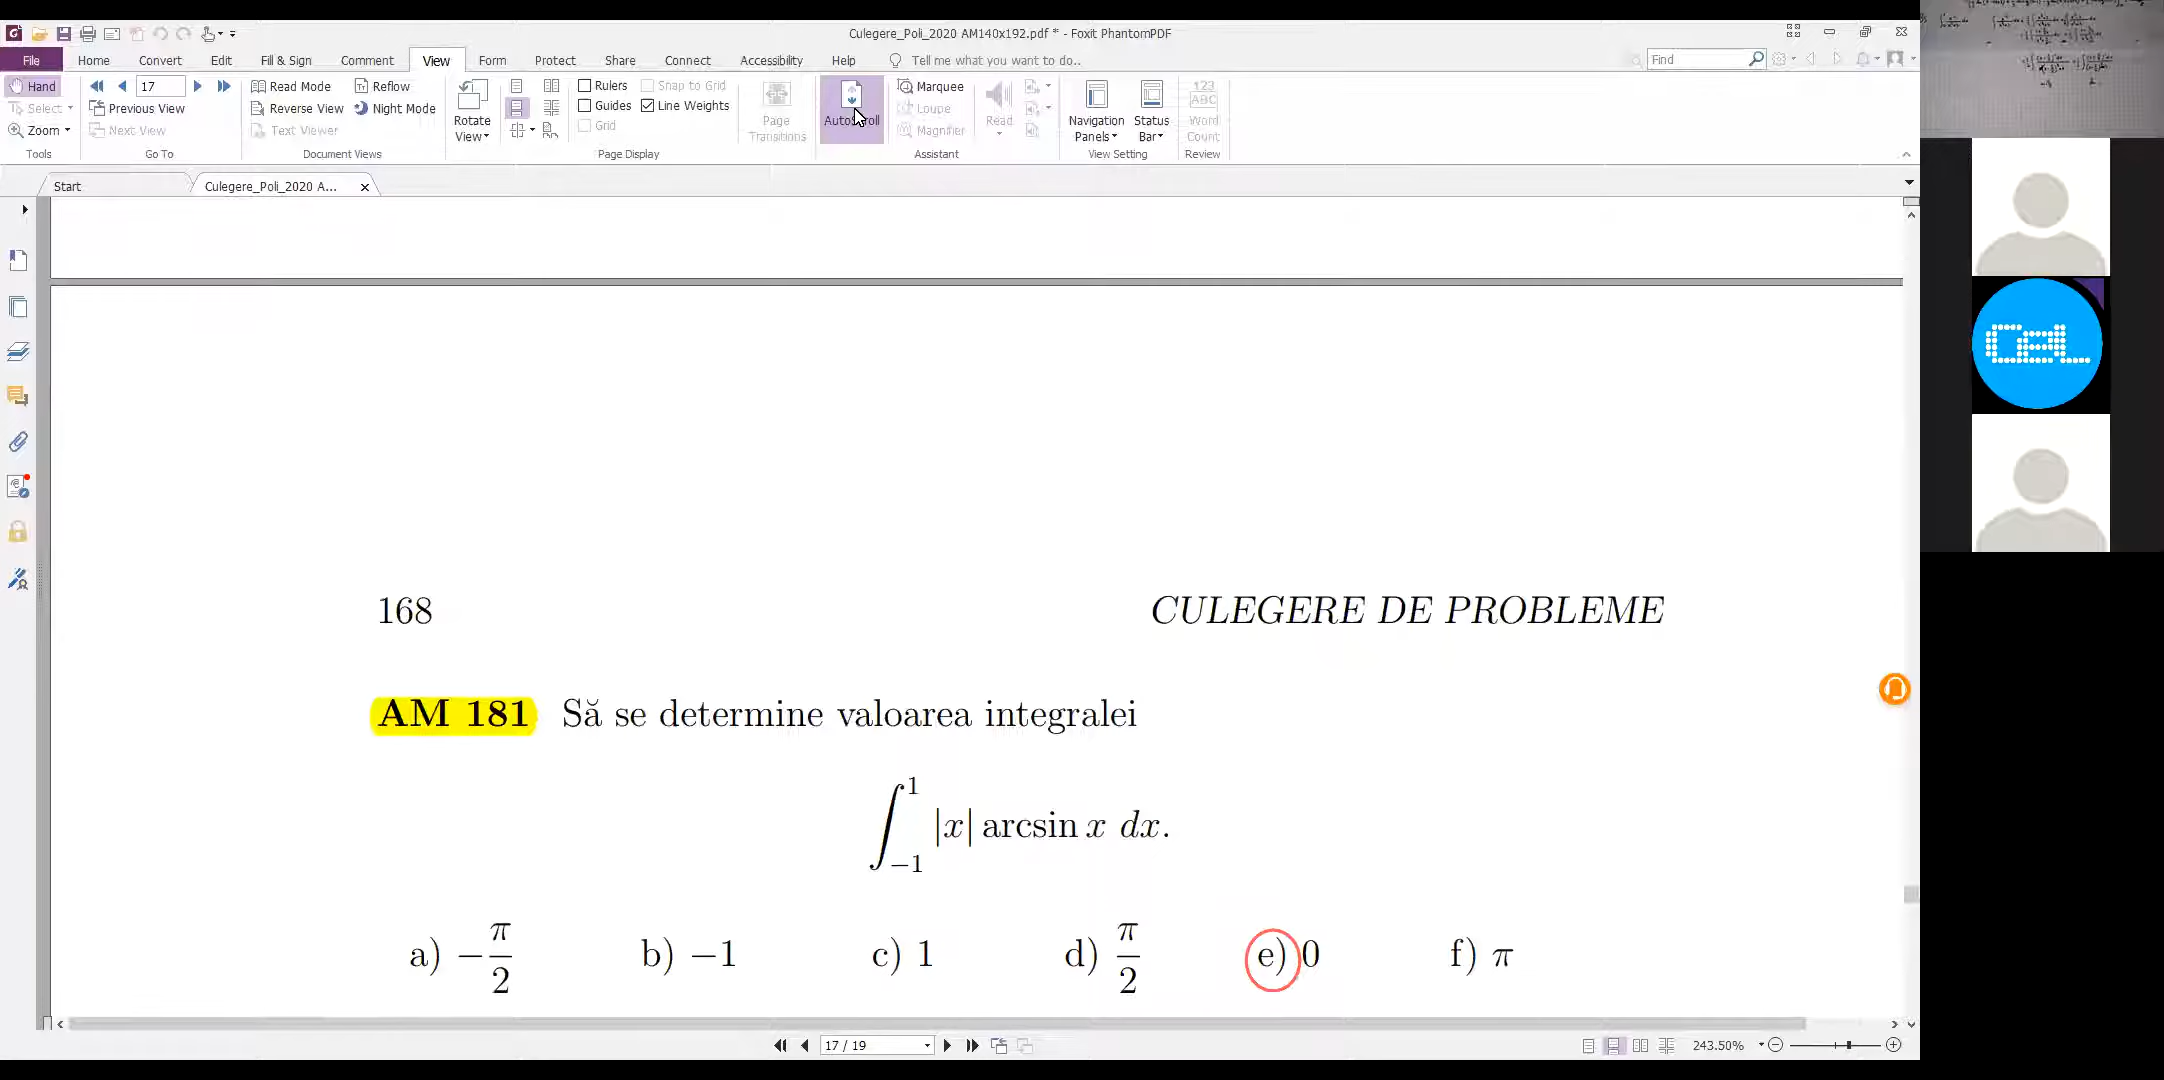 Culegere_Poli_2020 AM140x192.pdf * - Foxit PhantomPDF
File Home Convert Edit Fill & Sign Comment View Form Protect Share Connect Accessibility Help Tell me what you want to do.. Find
Hand 17 Read Mode Reflow Rulers Snap to Grid Marquee
Select Previous View Reverse View Night Mode Guides Line Weights Loupe
Zoom Next View Text Viewer Grid Magnifier
Rotate View Page Transitions AutoScroll Read Navigation Panels Status Bar 123 ABC Word Count
Tools Go To Document Views Page Display Assistant View Setting Review
Start Culegere_Poli_2020 A... ×
CBL
168 CULEGERE DE PROBLEME
AM 181 Să se determine valoarea integralei
∫_{-1}^{1} |x| arcsin x dx.
a) −π/2 b) −1 c) 1 d) π/2 e) 0 f) π
17 / 19 243.50%